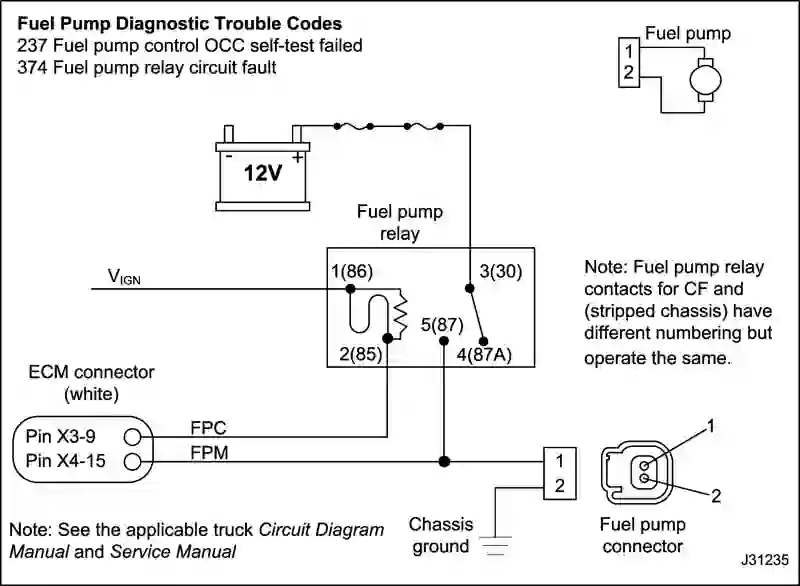 Fuel Pump Diagnostic Trouble Codes
237 Fuel pump control OCC self-test failed
374 Fuel pump relay circuit fault
Fuel pump
1
2
12V
- +
Fuel pump
relay
1(86)
3(30)
VIGN
5(87)
2(85)
4(87A)
Note: Fuel pump relay
contacts for CF and
(stripped chassis) have
different numbering but
operate the same.
ECM connector
(white)
Pin X3-9
FPC
Pin X4-15
FPM
1
2
1
2
Chassis
ground
Fuel pump
connector
Note: See the applicable truck Circuit Diagram
Manual and Service Manual
J31235